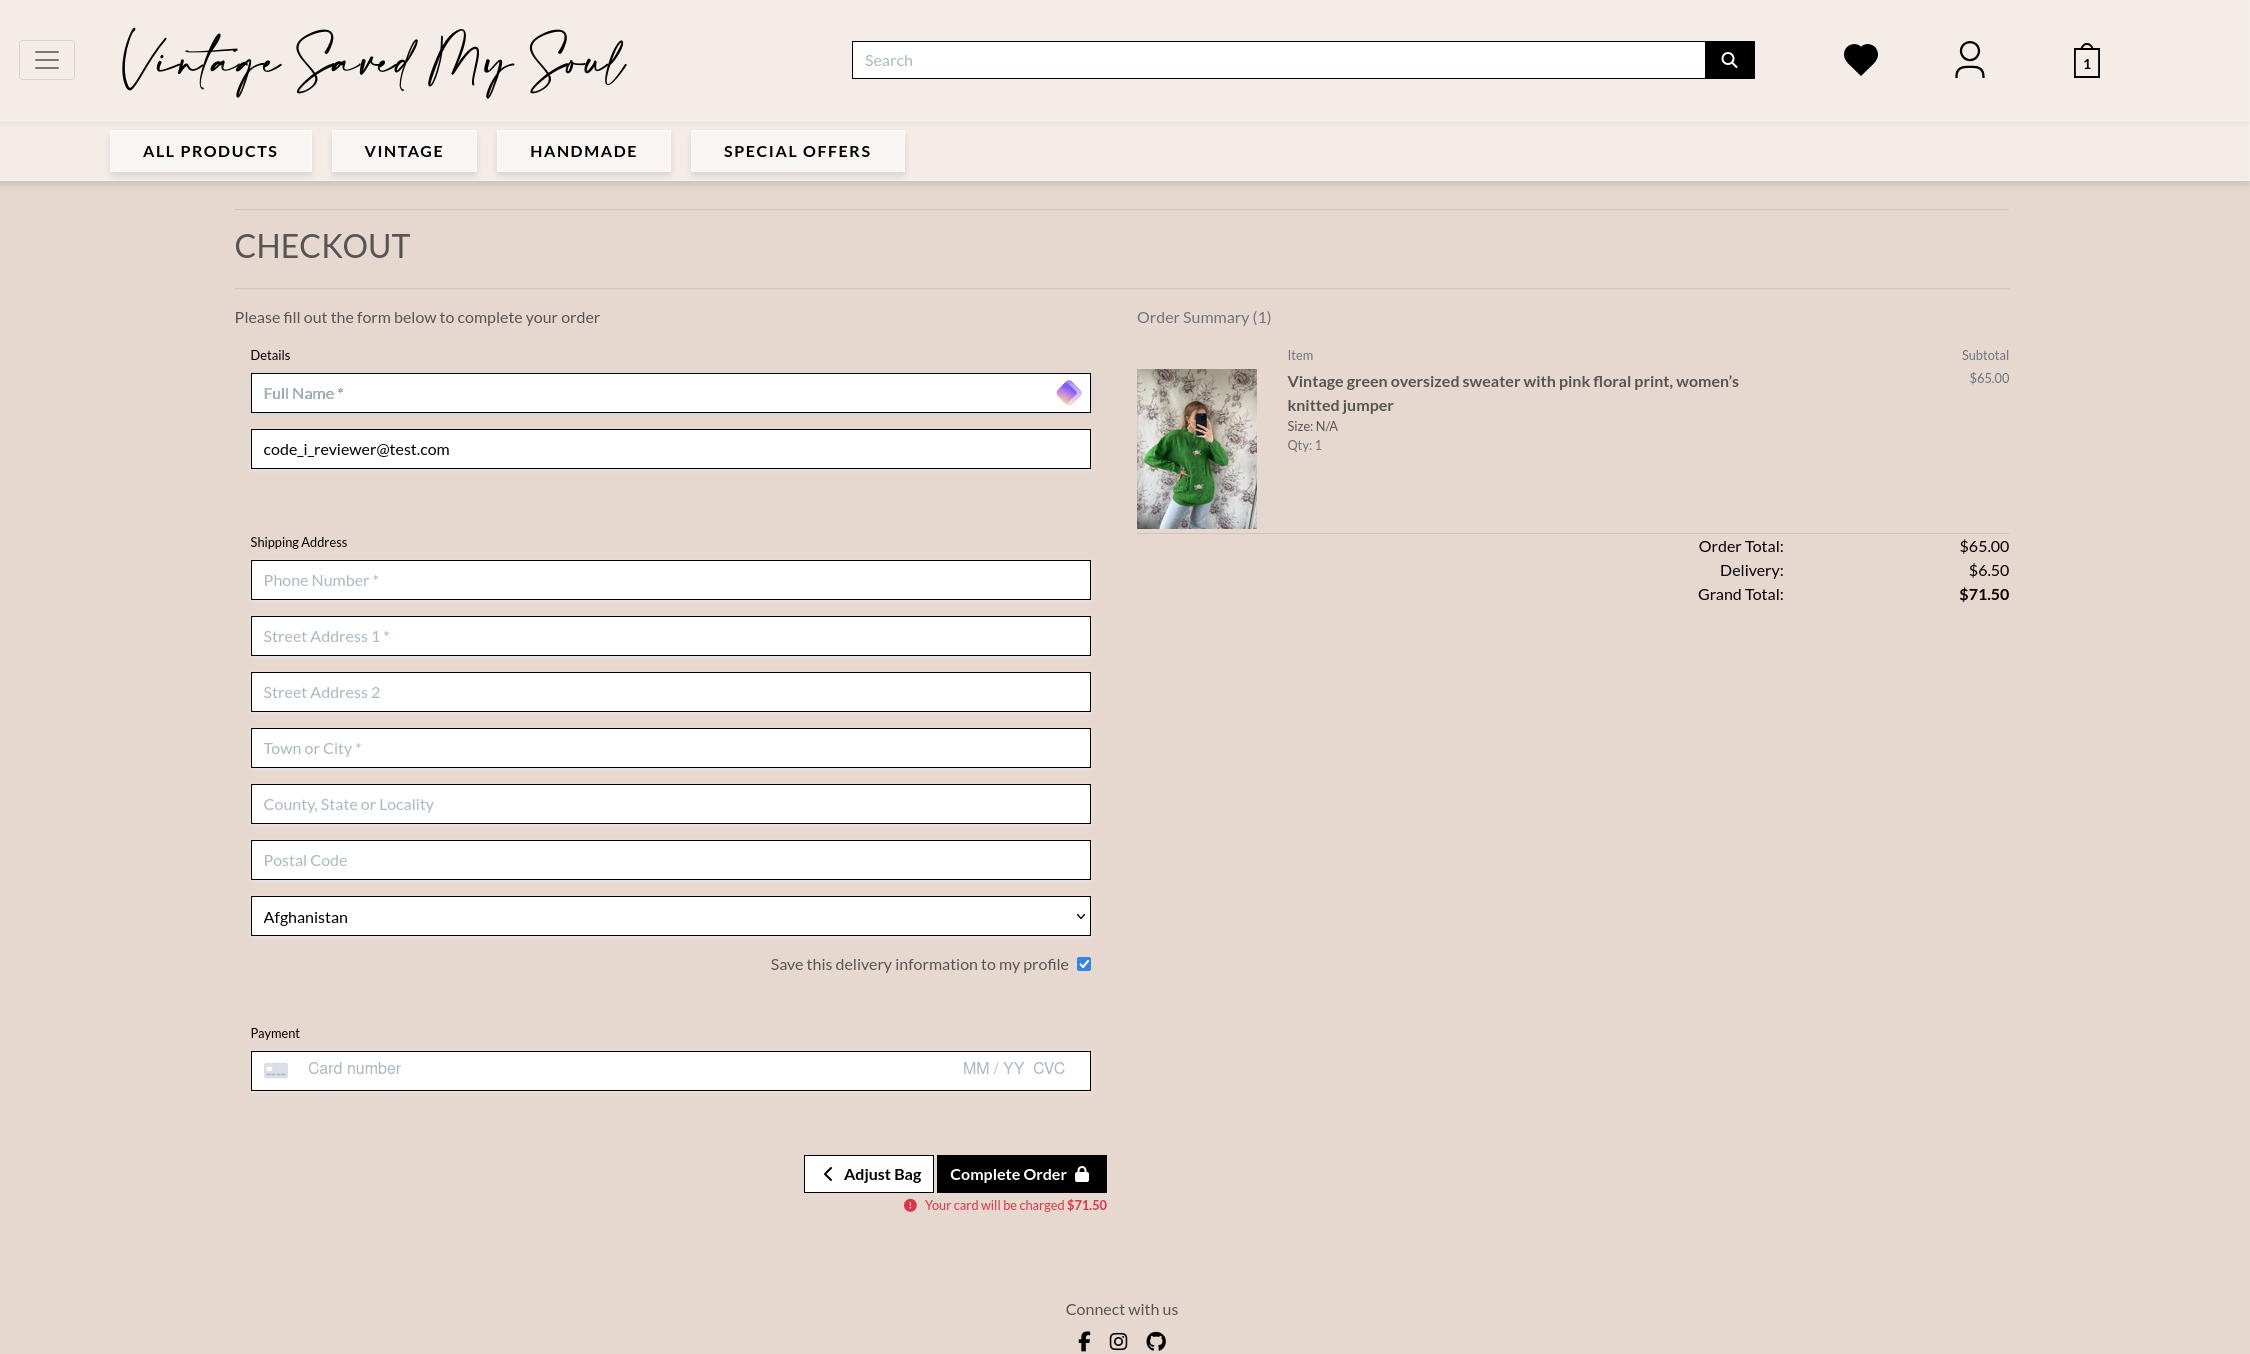 Vintage Saved My Soul
Search
1
ALL PRODUCTS
VINTAGE
HANDMADE
SPECIAL OFFERS
CHECKOUT
Please fill out the form below to complete your order
Details
Full Name *
code_i_reviewer@test.com
Shipping Address
Phone Number *
Street Address 1 *
Street Address 2
Town or City *
County, State or Locality
Postal Code
Afghanistan
Save this delivery information to my profile
Payment
Card number MM / YY CVC
Adjust Bag
Complete Order
Your card will be charged $71.50
Order Summary (1)
Item Subtotal
Vintage green oversized sweater with pink floral print, women’s $65.00
knitted jumper
Size: N/A
Qty: 1
Order Total: $65.00
Delivery: $6.50
Grand Total: $71.50
Connect with us